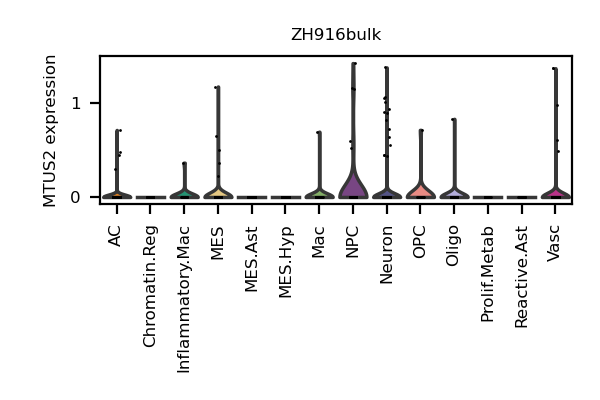 ZH916bulk
MTUS2 expression
1
0
AC
Chromatin.Reg
Inflammatory.Mac
MES
MES.Ast
MES.Hyp
Mac
NPC
Neuron
OPC
Oligo
Prolif.Metab
Reactive.Ast
Vasc